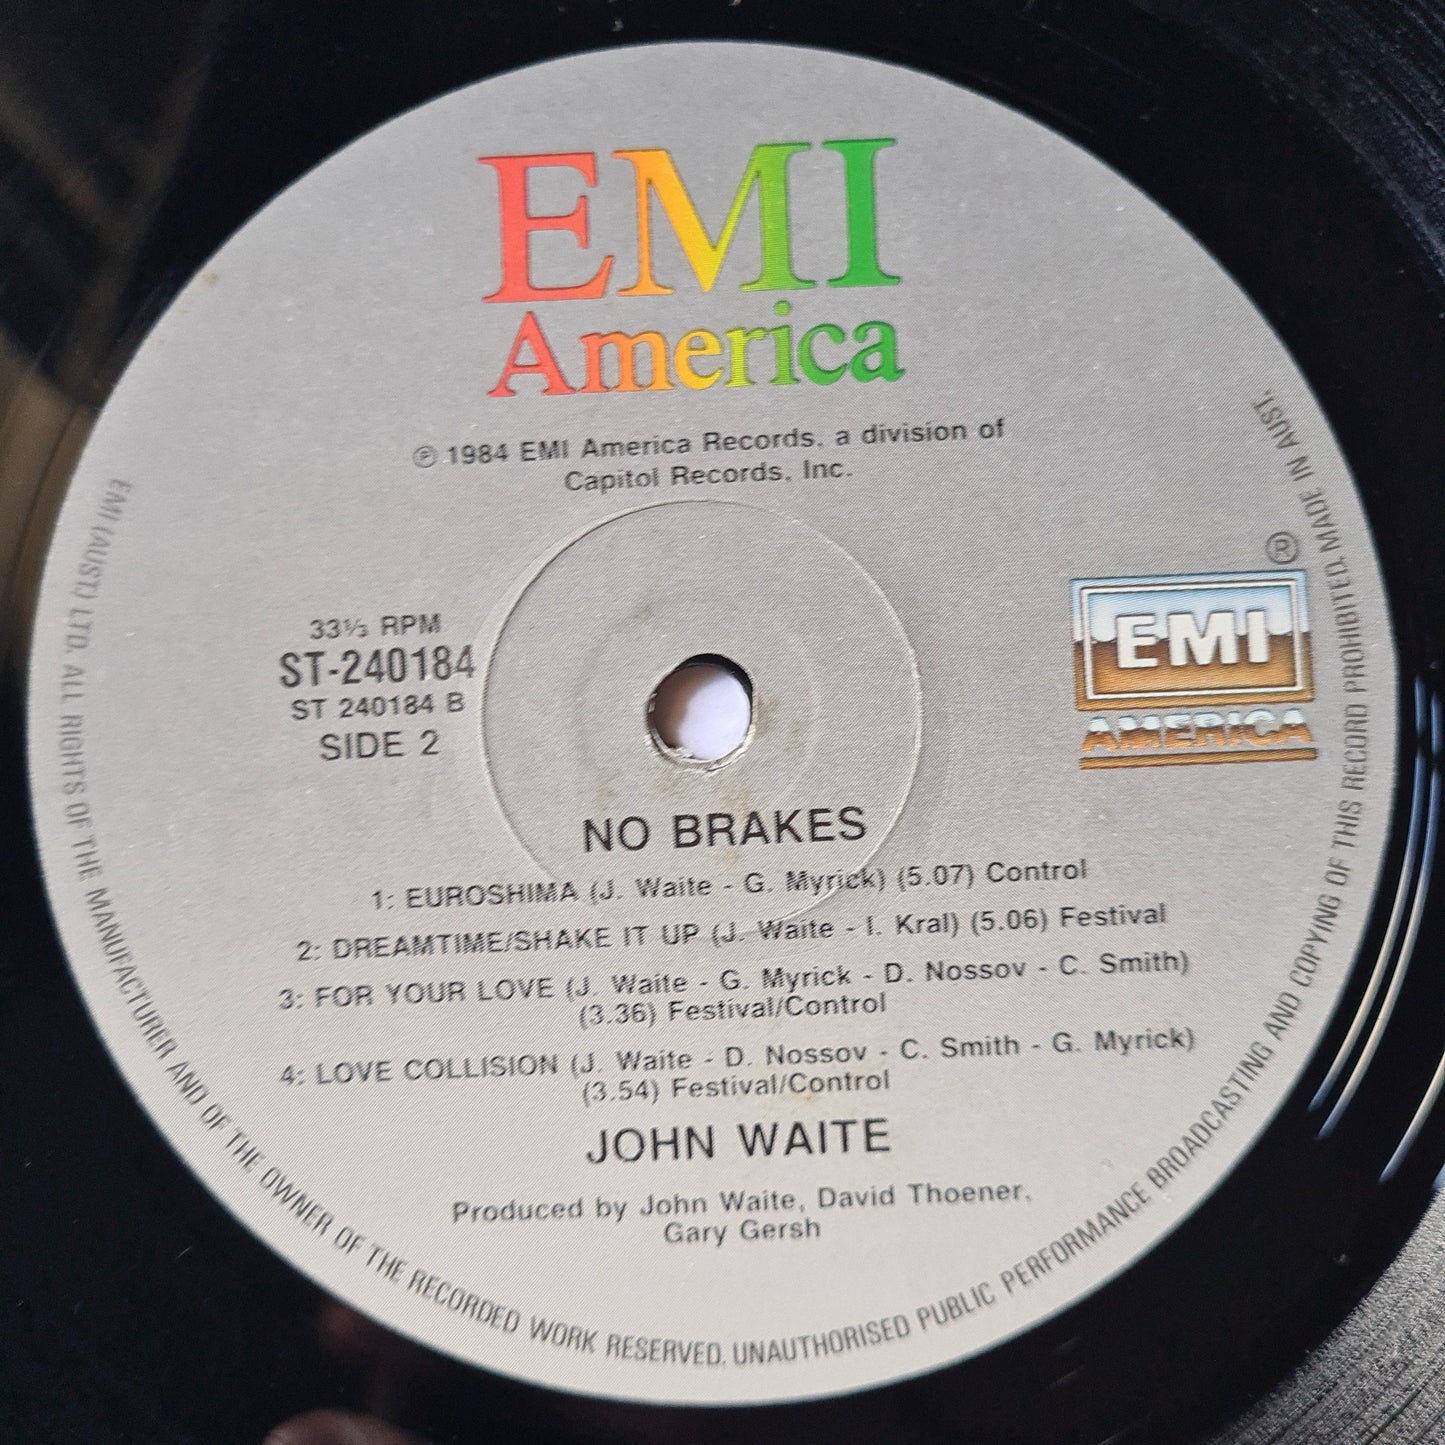 EMI
America
℗ 1984 EMI America Records, a division of
Capitol Records, Inc.
33⅓ RPM
ST-240184
ST 240184 B
SIDE 2
®
EMI
AMERICA
NO BRAKES
1: EUROSHIMA (J. Waite - G. Myrick) (5.07) Control
2: DREAMTIME/SHAKE IT UP (J. Waite - I. Kral) (5.06) Festival
3: FOR YOUR LOVE (J. Waite - G. Myrick - D. Nossov - C. Smith)
(3.36) Festival/Control
4: LOVE COLLISION (J. Waite - D. Nossov - C. Smith - G. Myrick)
(3.54) Festival/Control
JOHN WAITE
Produced by John Waite, David Thoener,
Gary Gersh
EMI (AUST.) LTD. ALL RIGHTS OF THE MANUFACTURER AND OF THE OWNER OF THE RECORDED WORK RESERVED. UNAUTHORISED PUBLIC PERFORMANCE BROADCASTING AND COPYING OF THIS RECORD PROHIBITED. MADE IN AUST.